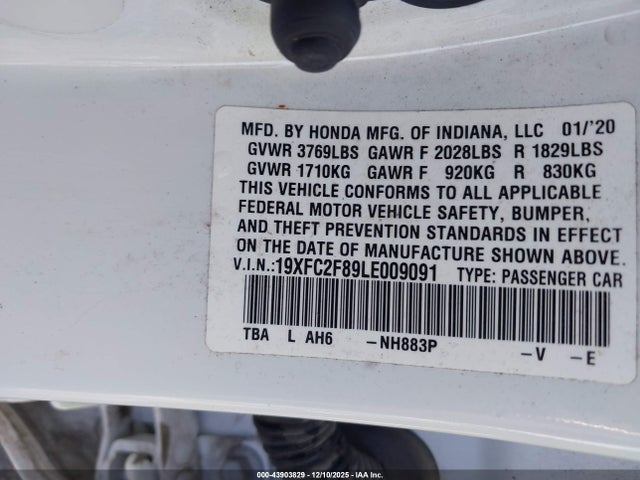 MFD. BY HONDA MFG. OF INDIANA, LLC 01/'20
GVWR 3769LBS GAWR F 2028LBS R 1829LBS
GVWR 1710KG GAWR F 920KG R 830KG
THIS VEHICLE CONFORMS TO ALL APPLICABLE
FEDERAL MOTOR VEHICLE SAFETY, BUMPER,
AND THEFT PREVENTION STANDARDS IN EFFECT
ON THE DATE OF MANUFACTURE SHOWN ABOVE.
V.I.N.:19XFC2F89LE009091 TYPE: PASSENGER CAR
TBA L AH6 -NH883P -V -E
000-43903829 - 12/10/2025 - IAA Inc.